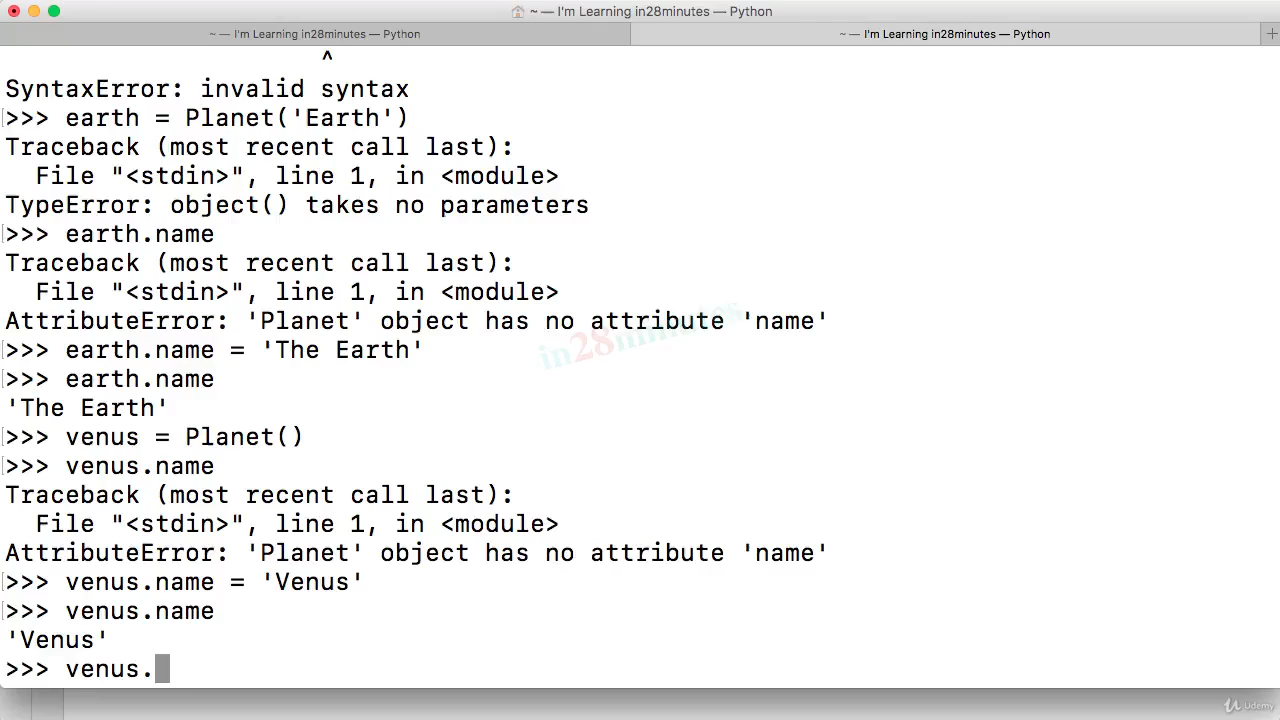 ~ — I'm Learning in28minutes — Python
~ — I'm Learning in28minutes — Python
~ — I'm Learning in28minutes — Python
^
SyntaxError: invalid syntax
>>> earth = Planet('Earth')
Traceback (most recent call last):
  File "<stdin>", line 1, in <module>
TypeError: object() takes no parameters
>>> earth.name
Traceback (most recent call last):
  File "<stdin>", line 1, in <module>
AttributeError: 'Planet' object has no attribute 'name'
>>> earth.name = 'The Earth'
>>> earth.name
'The Earth'
>>> venus = Planet()
>>> venus.name
Traceback (most recent call last):
  File "<stdin>", line 1, in <module>
AttributeError: 'Planet' object has no attribute 'name'
>>> venus.name = 'Venus'
>>> venus.name
'Venus'
>>> venus.
in28minutes
Udemy